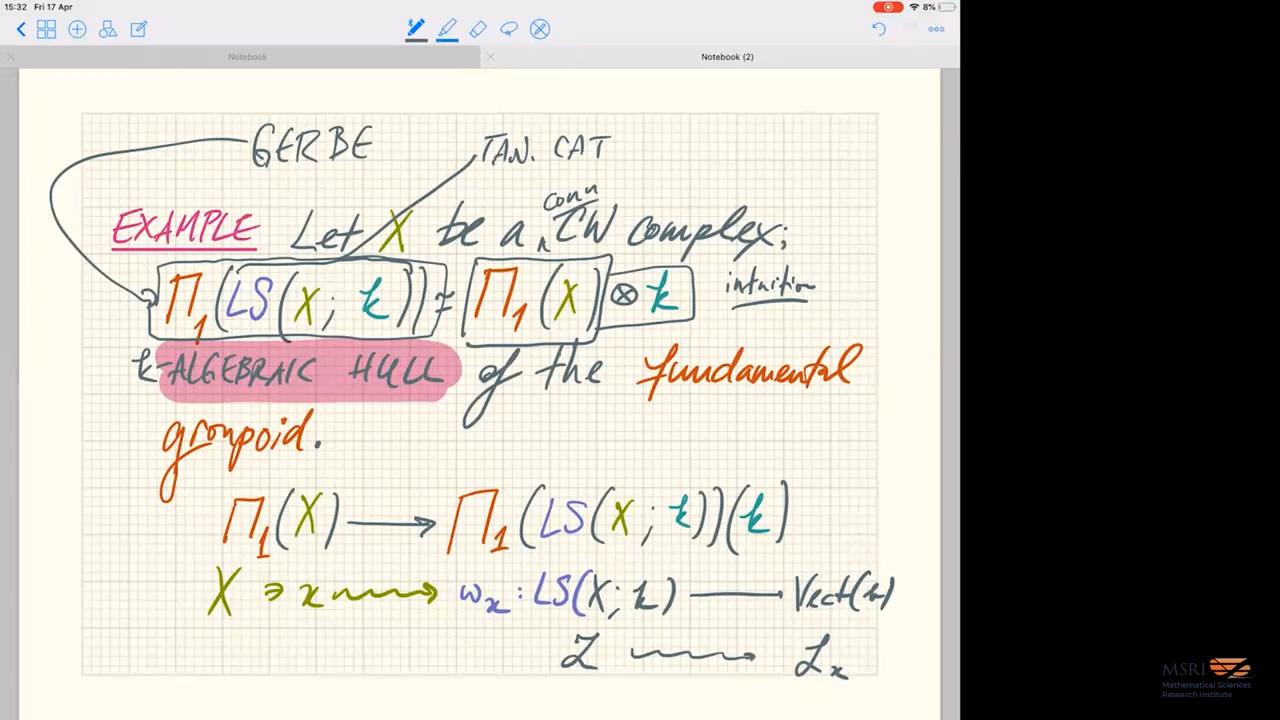 15:32 Fri 17 Apr
8%
Notebook
Notebook (2)
GERBE
TAN. CAT
conn
EXAMPLE Let X be a CW complex;
Π₁(LS(X; k)) = Π₁(X) ⊗ k intuition
k-ALGEBRAIC HULL of the fundamental
groupoid.
Π₁(X) ⟶ Π₁(LS(X; k))(k)
X ∋ x ⟿ ω_x : LS(X; k) ⟶ Vect(k)
ℒ ⟿ ℒ_x
MSRI
Mathematical Sciences
Research Institute